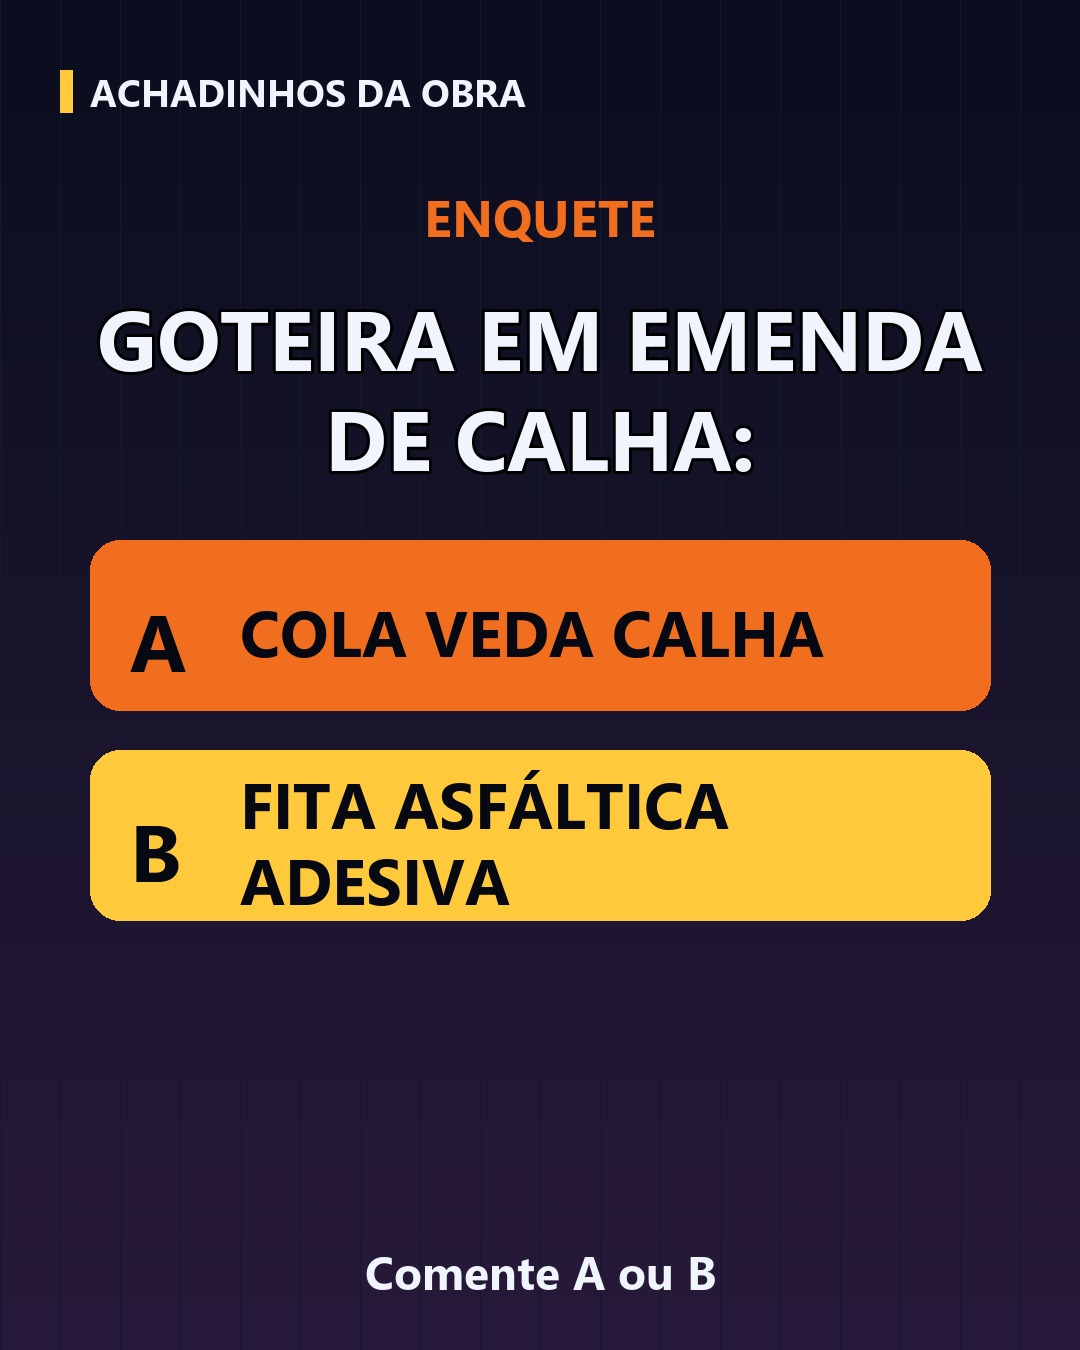 ACHADINHOS DA OBRA
ENQUETE
GOTEIRA EM EMENDA
DE CALHA:
A COLA VEDA CALHA
B FITA ASFÁLTICA
ADESIVA
Comente A ou B